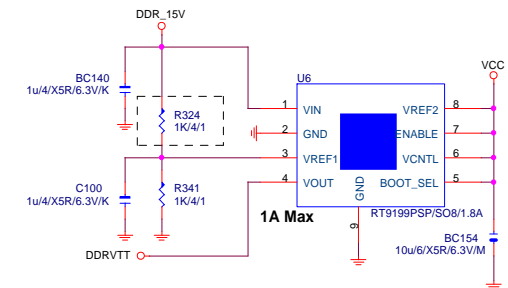 DDR_15V
BC140
1u/4/X5R/6.3V/K
R324
1K/4/1
C100
1u/4/X5R/6.3V/K
R341
1K/4/1
DDRVTT
U6
1 VIN VREF2 8
2 GND ENABLE 7
3 VREF1 VCNTL 6
4 VOUT BOOT_SEL 5
GND
9
1A Max
RT9199PSP/SO8/1.8A
VCC
BC154
10u/6/X5R/6.3V/M